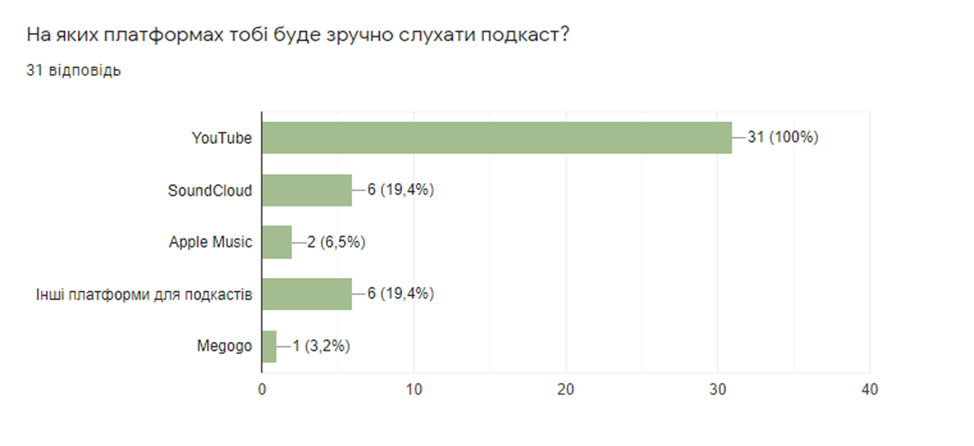 На яких платформах тобі буде зручно слухати подкаст?
31 відповідь
YouTube 31 (100%)
SoundCloud 6 (19,4%)
Apple Music 2 (6,5%)
Інші платформи для подкастів 6 (19,4%)
Megogo 1 (3,2%)
0 10 20 30 40